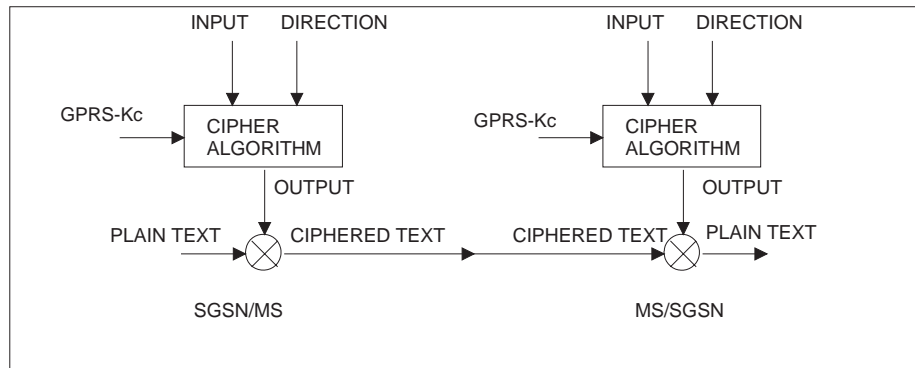 INPUT DIRECTION INPUT DIRECTION
GPRS-Kc CIPHER ALGORITHM GPRS-Kc CIPHER ALGORITHM
OUTPUT OUTPUT
PLAIN TEXT CIPHERED TEXT CIPHERED TEXT PLAIN TEXT
SGSN/MS MS/SGSN